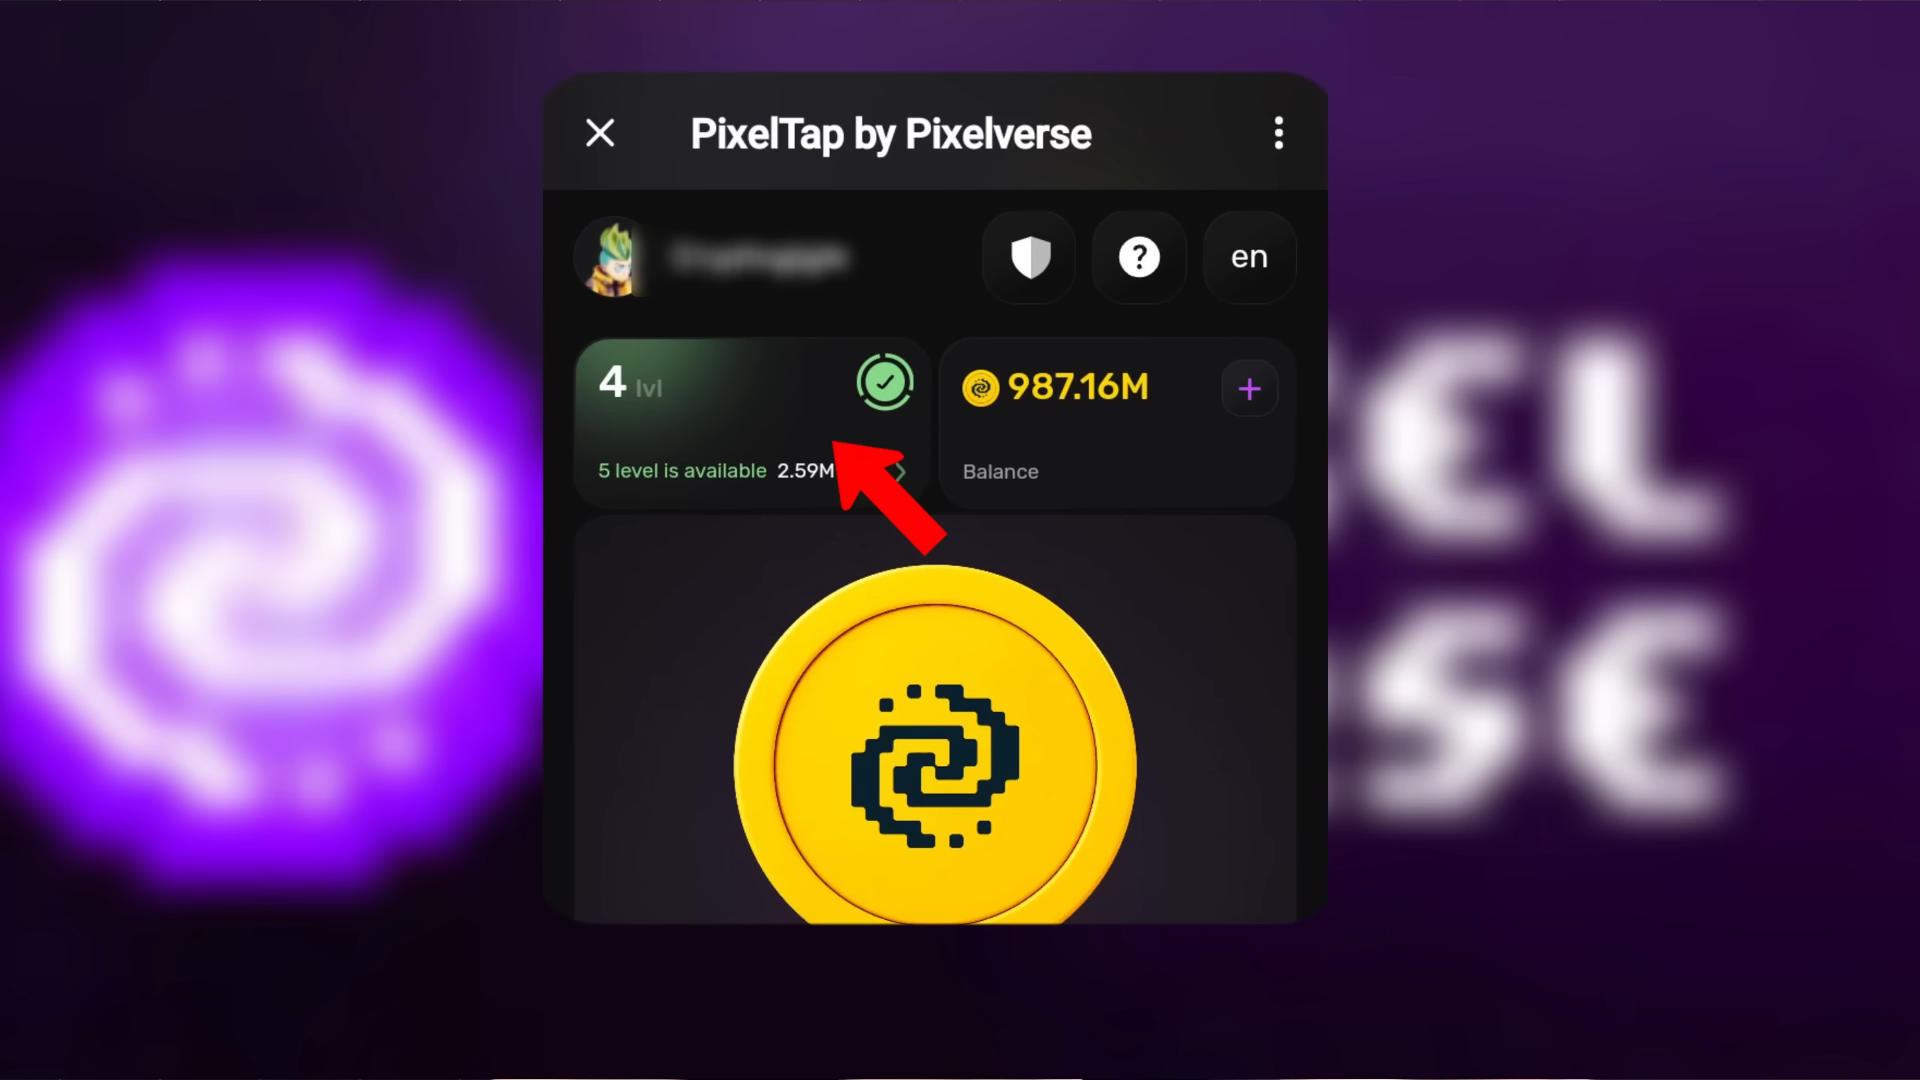 PixelTap by Pixelverse
en
4 lvl
987.16M
5 level is available 2.59M
Balance